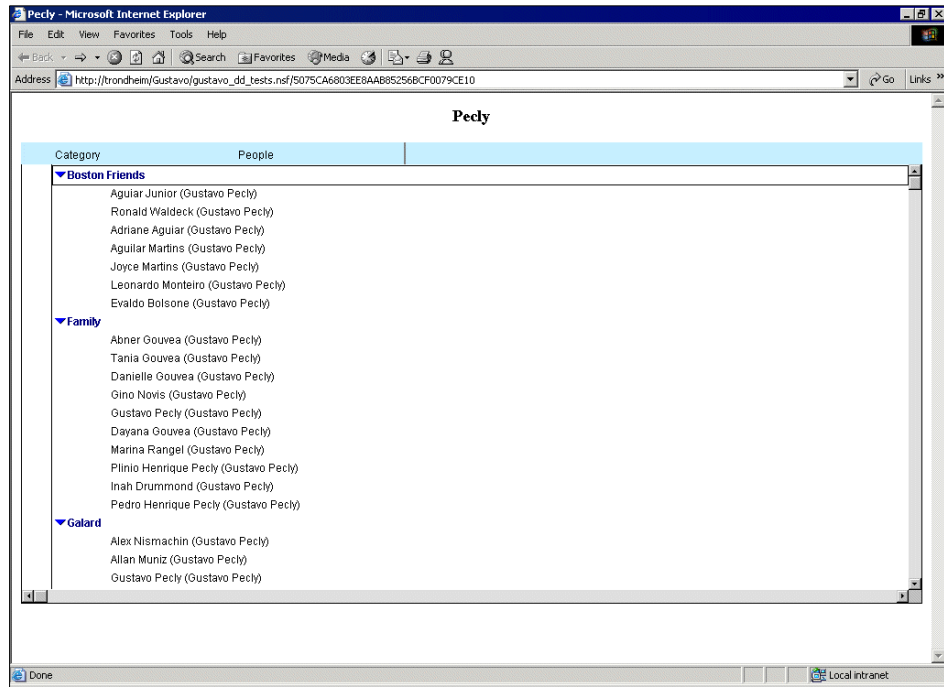 Pecly - Microsoft Internet Explorer
File Edit View Favorites Tools Help
Back Search Favorites Media
Address http://trondheim/Gustavo/gustavo_dd_tests.nsf/5075CA6803EE8AAB85256BCF0079CE10 Go Links »
Pecly
Category People
Boston Friends
Aguiar Junior (Gustavo Pecly)
Ronald Waldeck (Gustavo Pecly)
Adriane Aguiar (Gustavo Pecly)
Aguilar Martins (Gustavo Pecly)
Joyce Martins (Gustavo Pecly)
Leonardo Monteiro (Gustavo Pecly)
Evaldo Bolsone (Gustavo Pecly)
Family
Abner Gouvea (Gustavo Pecly)
Tania Gouvea (Gustavo Pecly)
Danielle Gouvea (Gustavo Pecly)
Gino Novis (Gustavo Pecly)
Gustavo Pecly (Gustavo Pecly)
Dayana Gouvea (Gustavo Pecly)
Marina Rangel (Gustavo Pecly)
Plinio Henrique Pecly (Gustavo Pecly)
Inah Drummond (Gustavo Pecly)
Pedro Henrique Pecly (Gustavo Pecly)
Galard
Alex Nismachin (Gustavo Pecly)
Allan Muniz (Gustavo Pecly)
Gustavo Pecly (Gustavo Pecly)
Done Local intranet